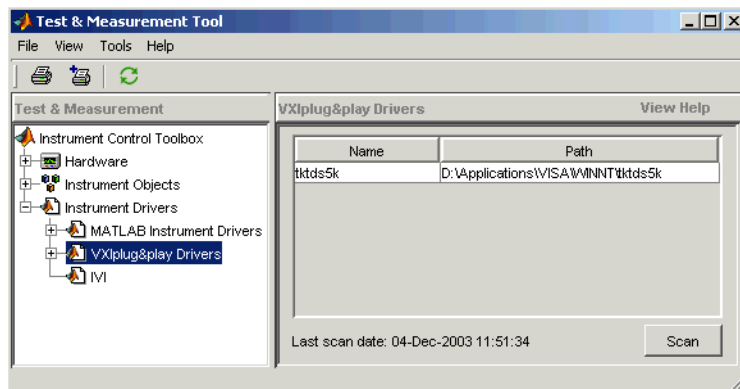 Test & Measurement Tool
File View Tools Help
Test & Measurement
VXIplug&play Drivers View Help
Instrument Control Toolbox
Hardware
Instrument Objects
Instrument Drivers
MATLAB Instrument Drivers
VXIplug&play Drivers
IVI
Name Path
tktds5k D:\Applications\VISA\WINNT\tktds5k
Last scan date: 04-Dec-2003 11:51:34 Scan